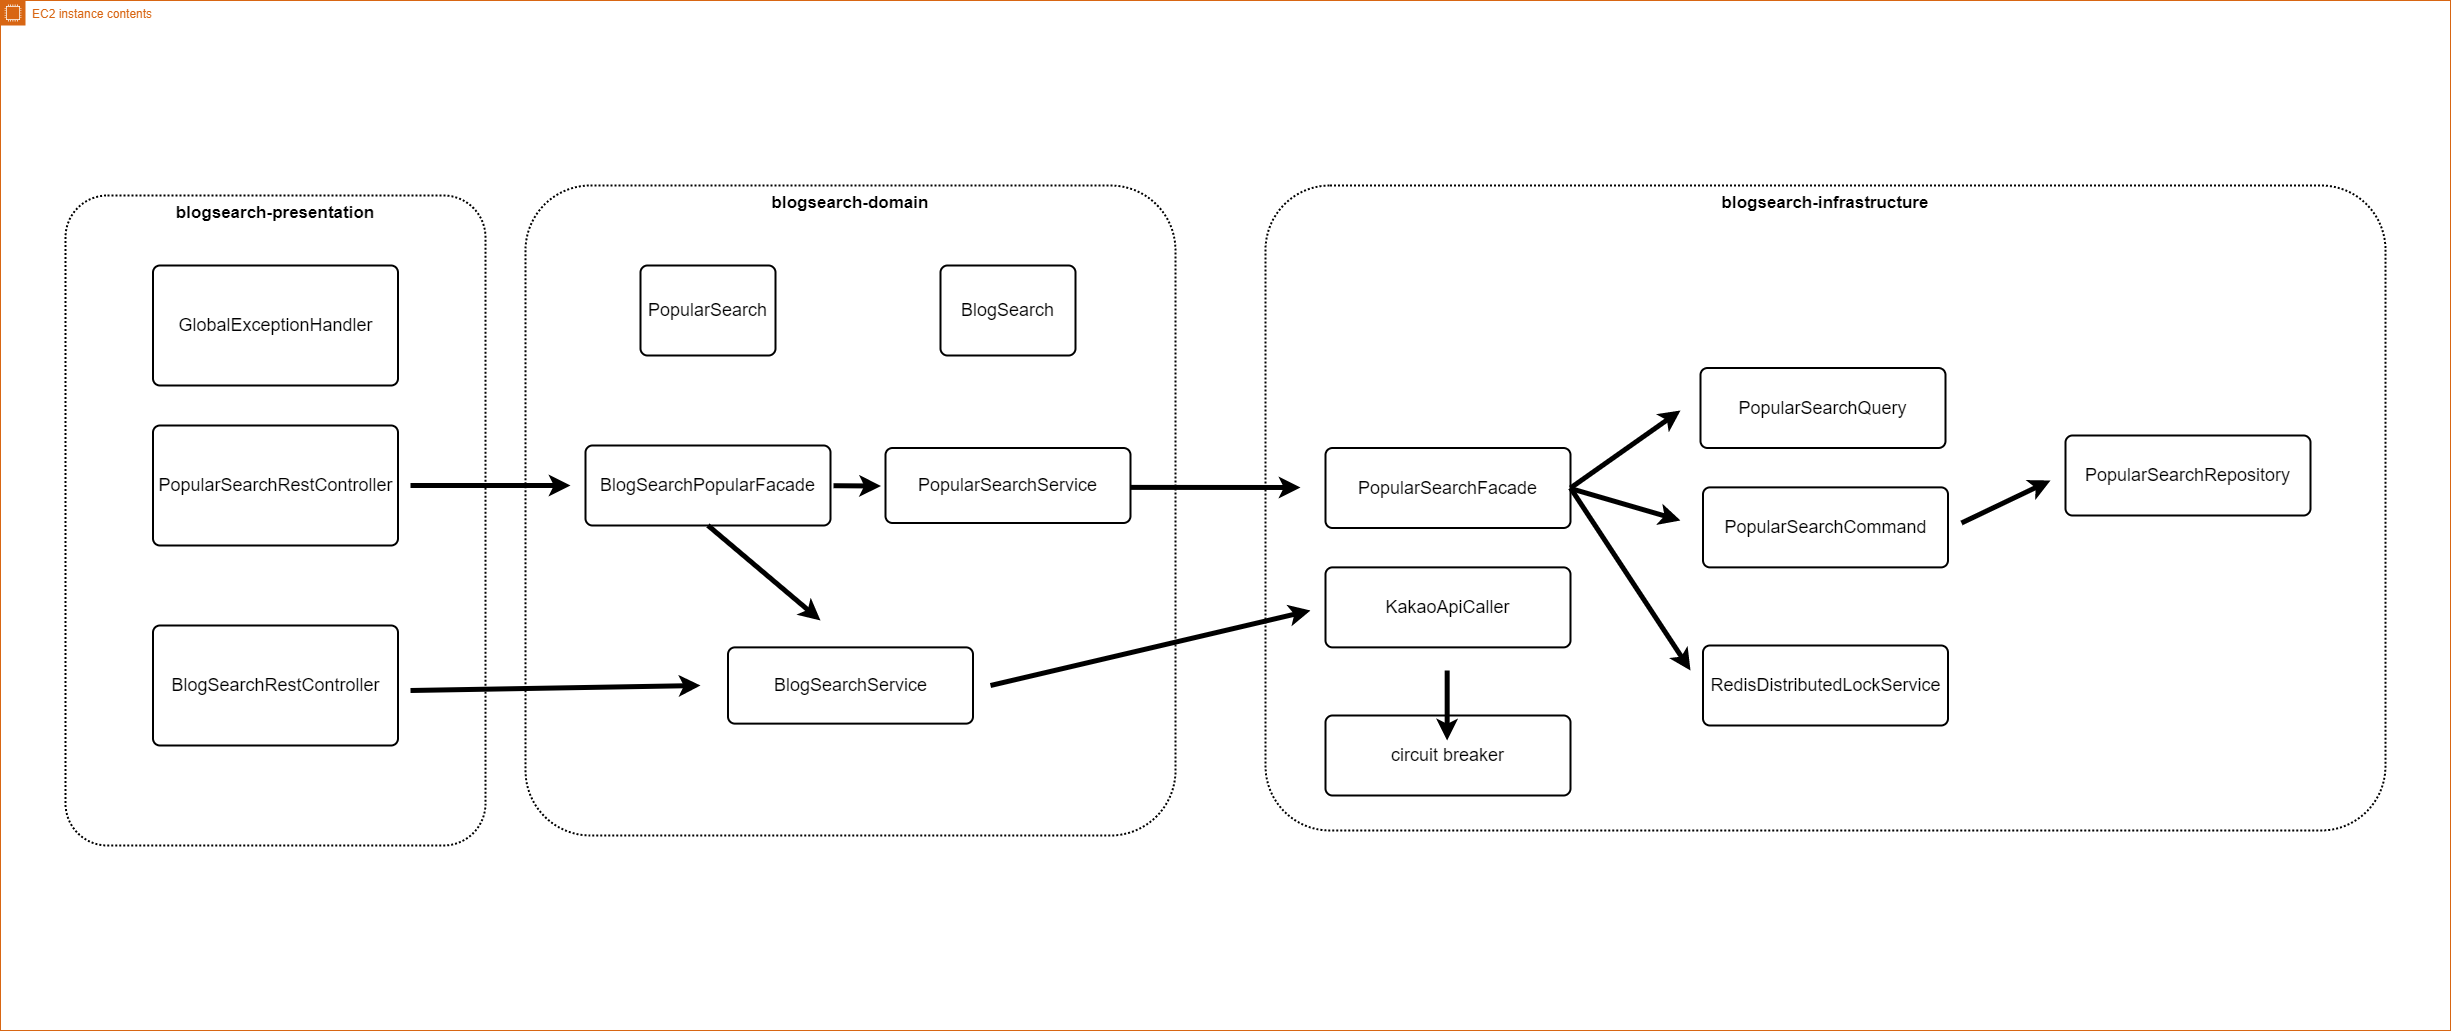 EC2 instance contents
blogsearch-presentation
GlobalExceptionHandler
PopularSearchRestController
BlogSearchRestController
blogsearch-domain
PopularSearch
BlogSearch
BlogSearchPopularFacade
PopularSearchService
BlogSearchService
blogsearch-infrastructure
PopularSearchFacade
KakaoApiCaller
circuit breaker
PopularSearchQuery
PopularSearchCommand
RedisDistributedLockService
PopularSearchRepository